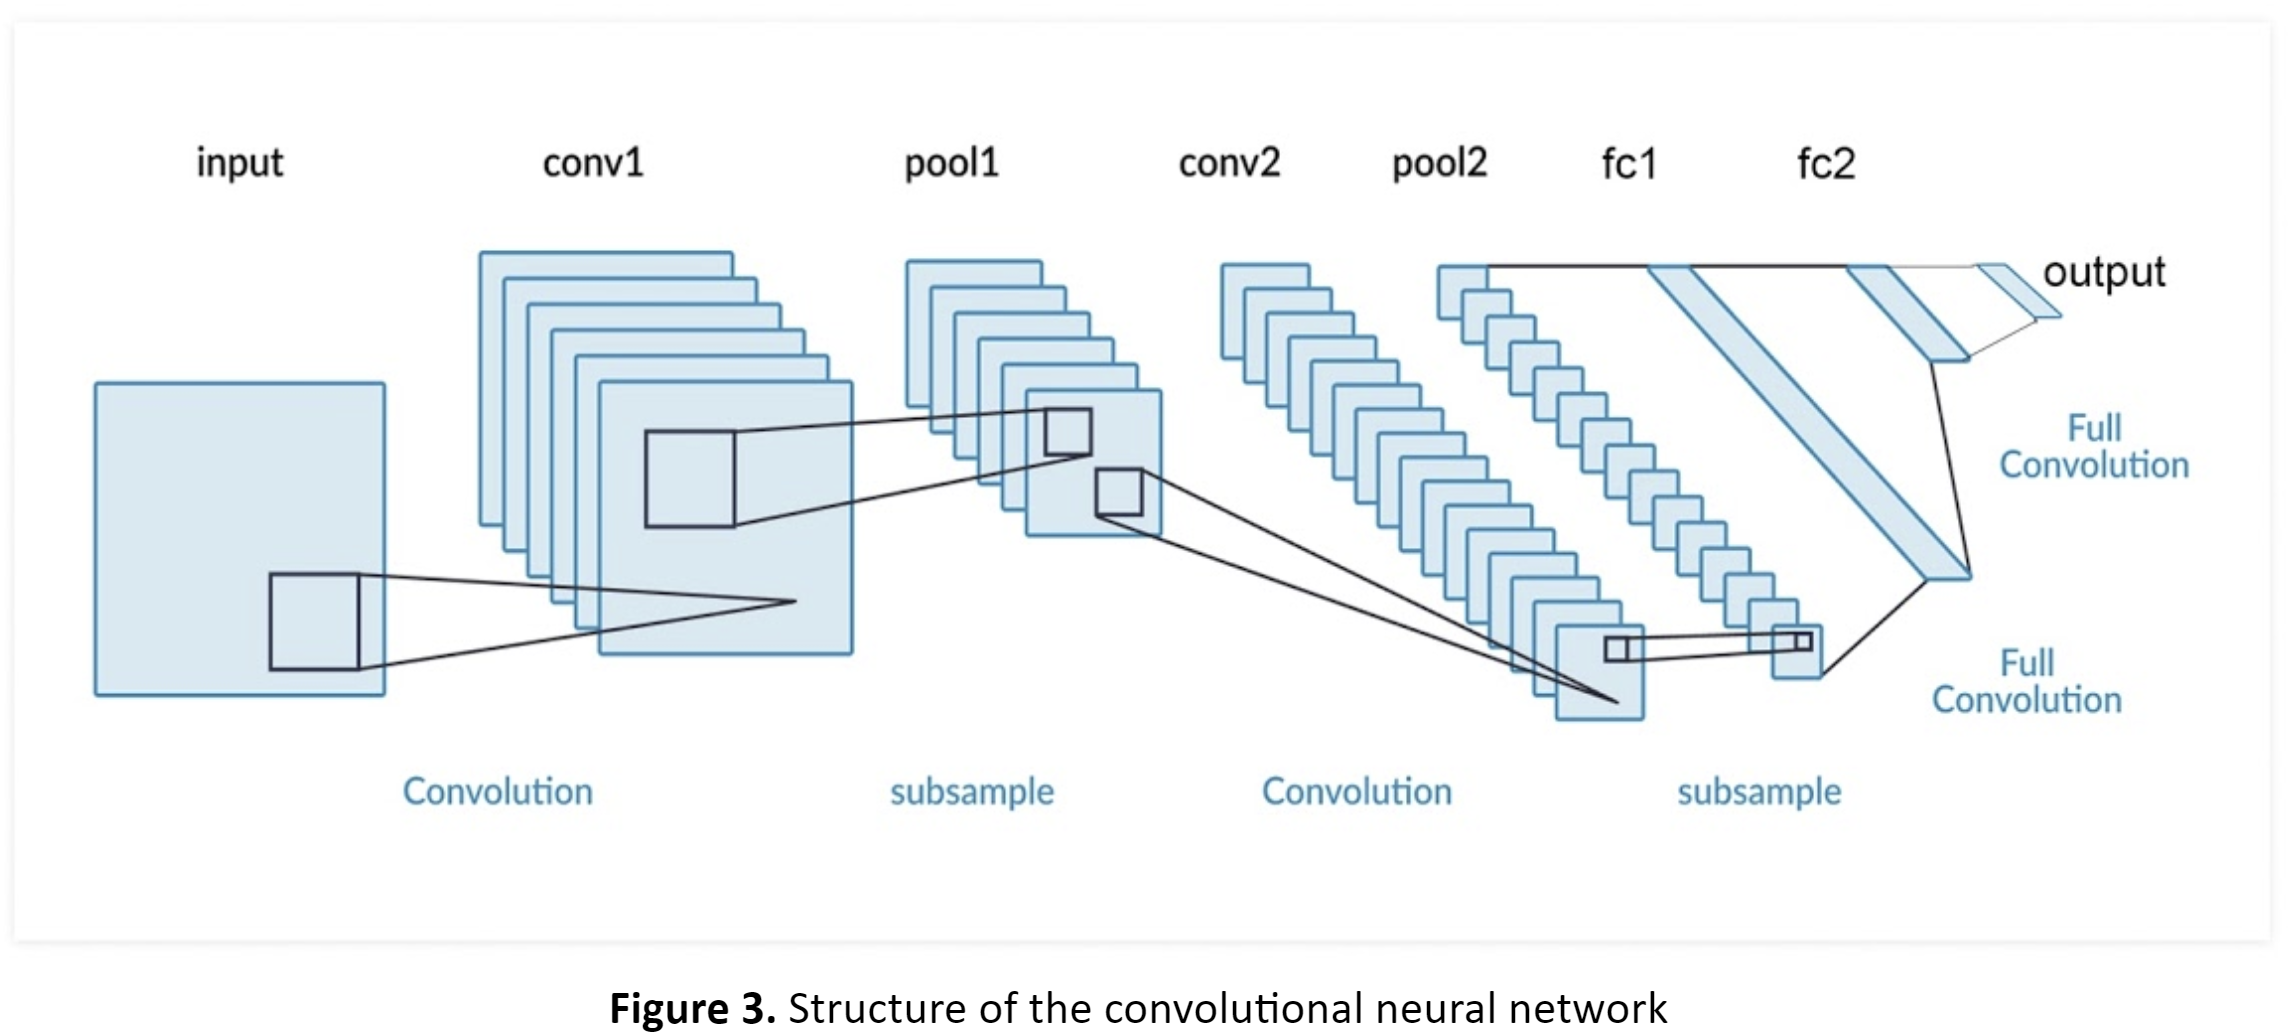 input
conv1
pool1
conv2
pool2
fc1
fc2
output
Full
Convolution
Full
Convolution
Convolution
subsample
Convolution
subsample
Figure 3. Structure of the convolutional neural network